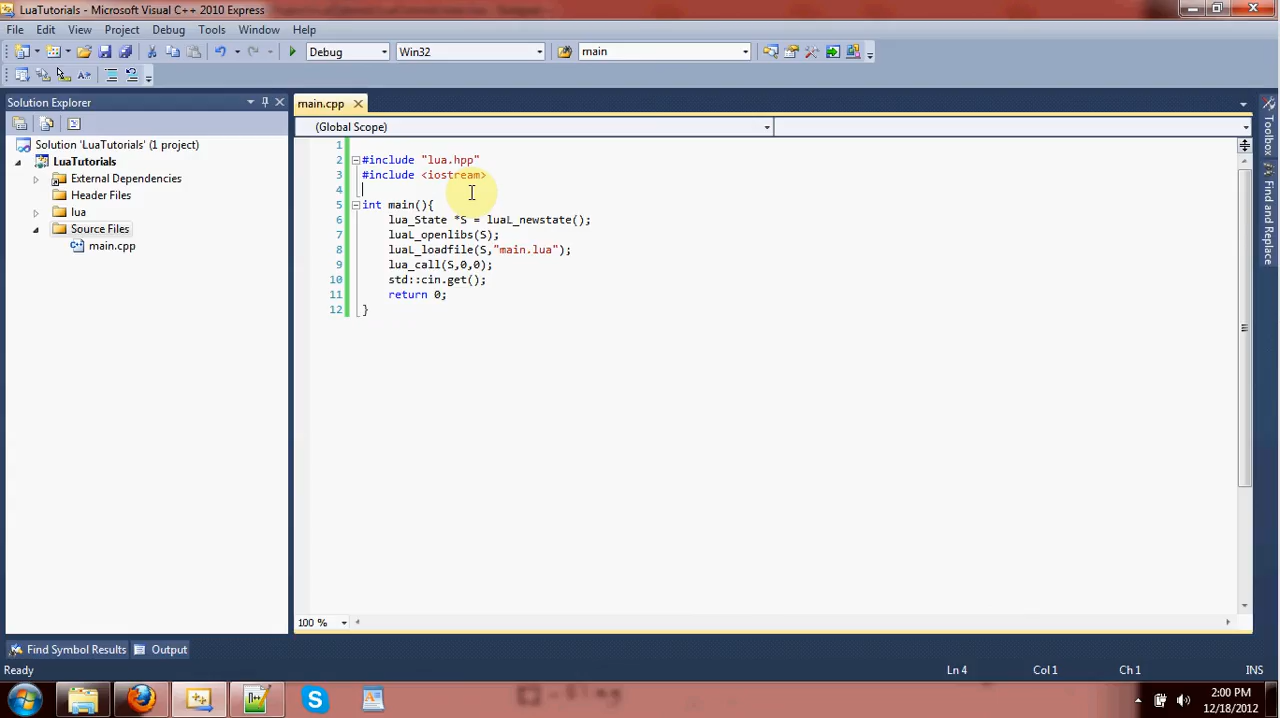 LuaTutorials - Microsoft Visual C++ 2010 Express
File Edit View Project Debug Tools Window Help
Debug Win32 main
Solution Explorer
main.cpp
(Global Scope)
Solution 'LuaTutorials' (1 project)
LuaTutorials
External Dependencies
Header Files
lua
Source Files
main.cpp
1
2 #include "lua.hpp"
3 #include <iostream>
4
5 int main(){
6 lua_State *S = luaL_newstate();
7 luaL_openlibs(S);
8 luaL_loadfile(S,"main.lua");
9 lua_call(S,0,0);
10 std::cin.get();
11 return 0;
12 }
Toolbox
Find and Replace
100 %
Find Symbol Results Output
Ready Ln 4 Col 1 Ch 1 INS
2:00 PM
12/18/2012